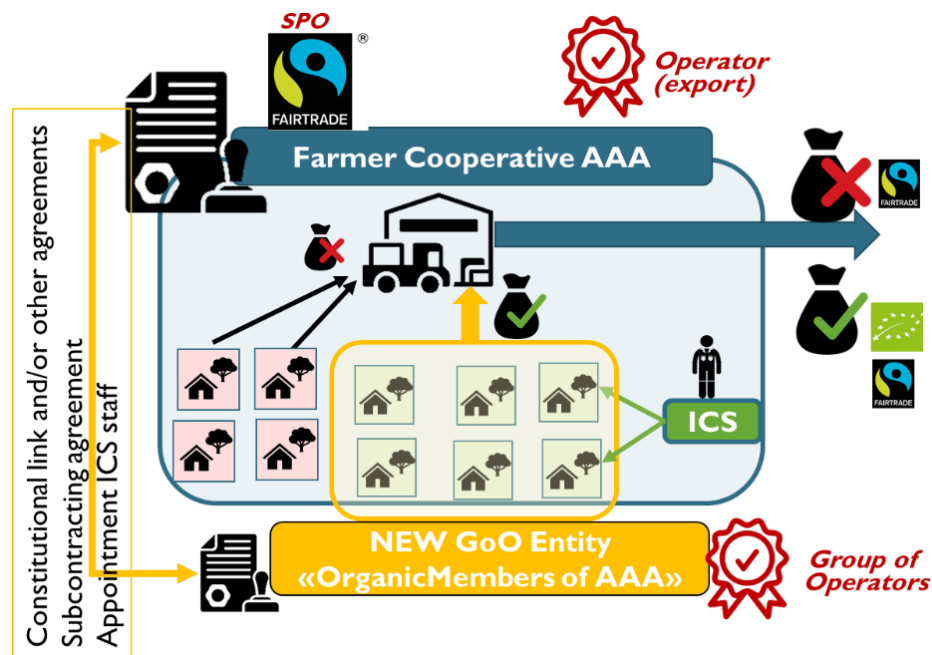 SPO
®
FAIRTRADE
Operator
(export)
Farmer Cooperative AAA
FAIRTRADE
FAIRTRADE
ICS
NEW GoO Entity
«OrganicMembers of AAA»
Group of
Operators
Constitutional link and/or other agreements
Subcontracting agreement
Appointment ICS staff